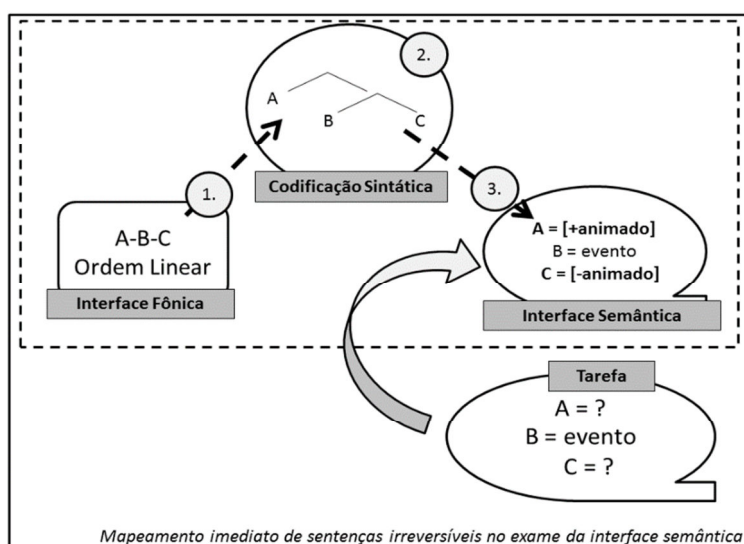 2.
A
B
C
Codificação Sintática
1.
3.
A-B-C
Ordem Linear
Interface Fônica
A = [+animado]
B = evento
C = [-animado]
Interface Semântica
Tarefa
A = ?
B = evento
C = ?
Mapeamento imediato de sentenças irreversíveis no exame da interface semântica